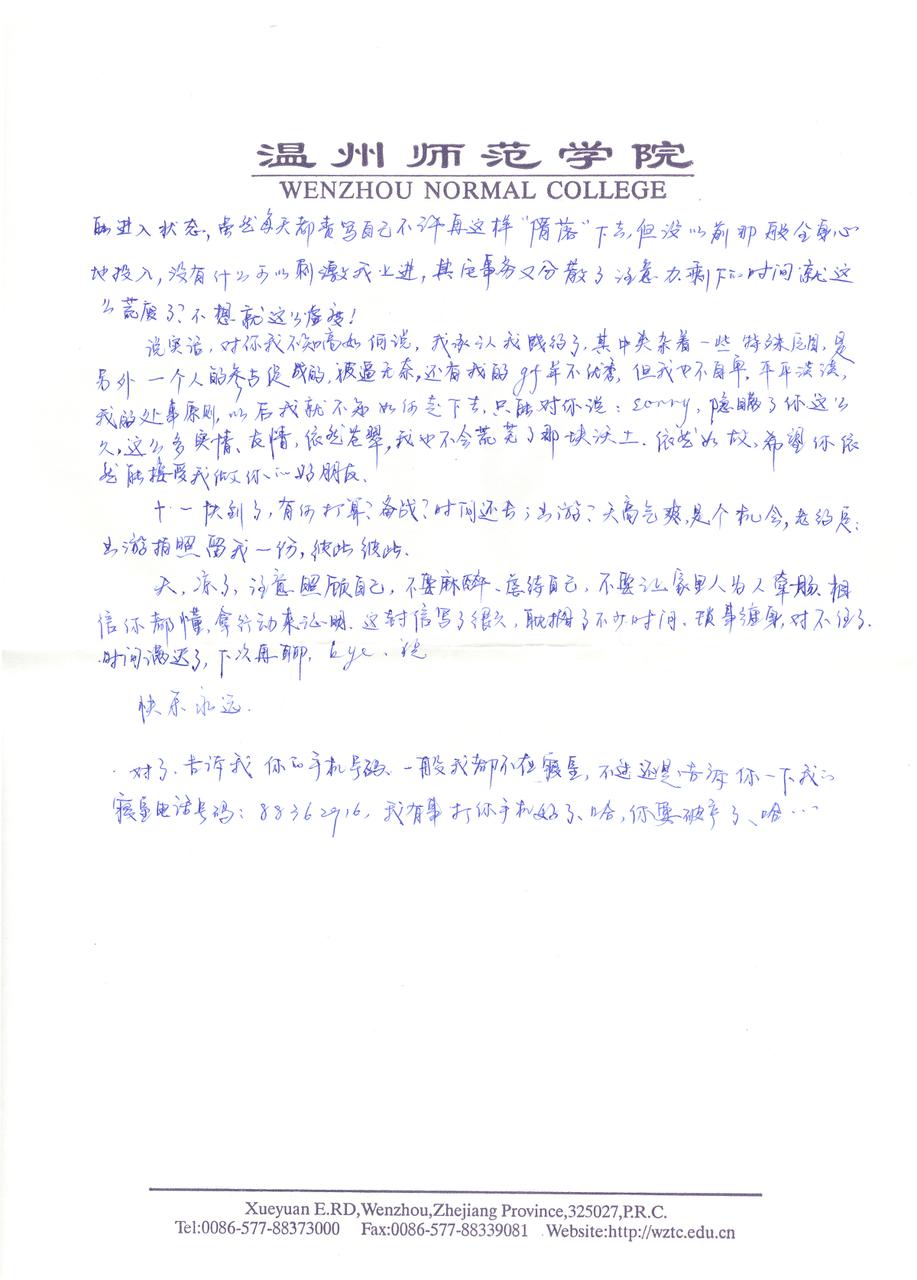 温州师范学院
WENZHOU NORMAL COLLEGE
能进入状态，虽然每天都责骂自己不许再这样“隋落”下去，但没以前那般全身心
地投入，没有什么可以刺激我上进，其它事务又分散了注意力，剩下的时间就这
么荒废了？不想就这么虚度！
说实话，对你我不知该如何说，我承认我毁约了，其中夹杂着一些特殊原因，是
另外一个人的参与促成的，被逼无奈，还有我的gf并不优秀，但我也不自卑，平平淡淡，
我的处事原则，以后我就不知如何走下去，只能对你说：sorry，隐瞒了你这么
久，这么多实情、友情，依然苍翠，我也不会荒芜了那块沃土，依然如故，希望你依
然能接受我做你的好朋友。
十一快到了，有何打算？备战？时间还长；出游？天高气爽，是个机会，老约定：
出游拍照留我一份，彼此彼此.
天，凉了，注意照顾自己，不要麻醉、虐待自己，不要让家里人为人牵肠，相
信你都懂，拿行动来证明. 这封信写了很久，耽搁了不少时间、琐事缠身，对不住了.
时间满迟了，下次再聊，bye. 祝
快乐永远.
对了、告诉我你的手机号码、一般我都不在寝室，不过还是告诉你一下我的
寝室电话号码：88362916，我有事打你手机好了、哈，你要破产了、哈…
Xueyuan E.RD,Wenzhou,Zhejiang Province,325027,P.R.C.
Tel:0086-577-88373000 Fax:0086-577-88339081 Website:http://wztc.edu.cn